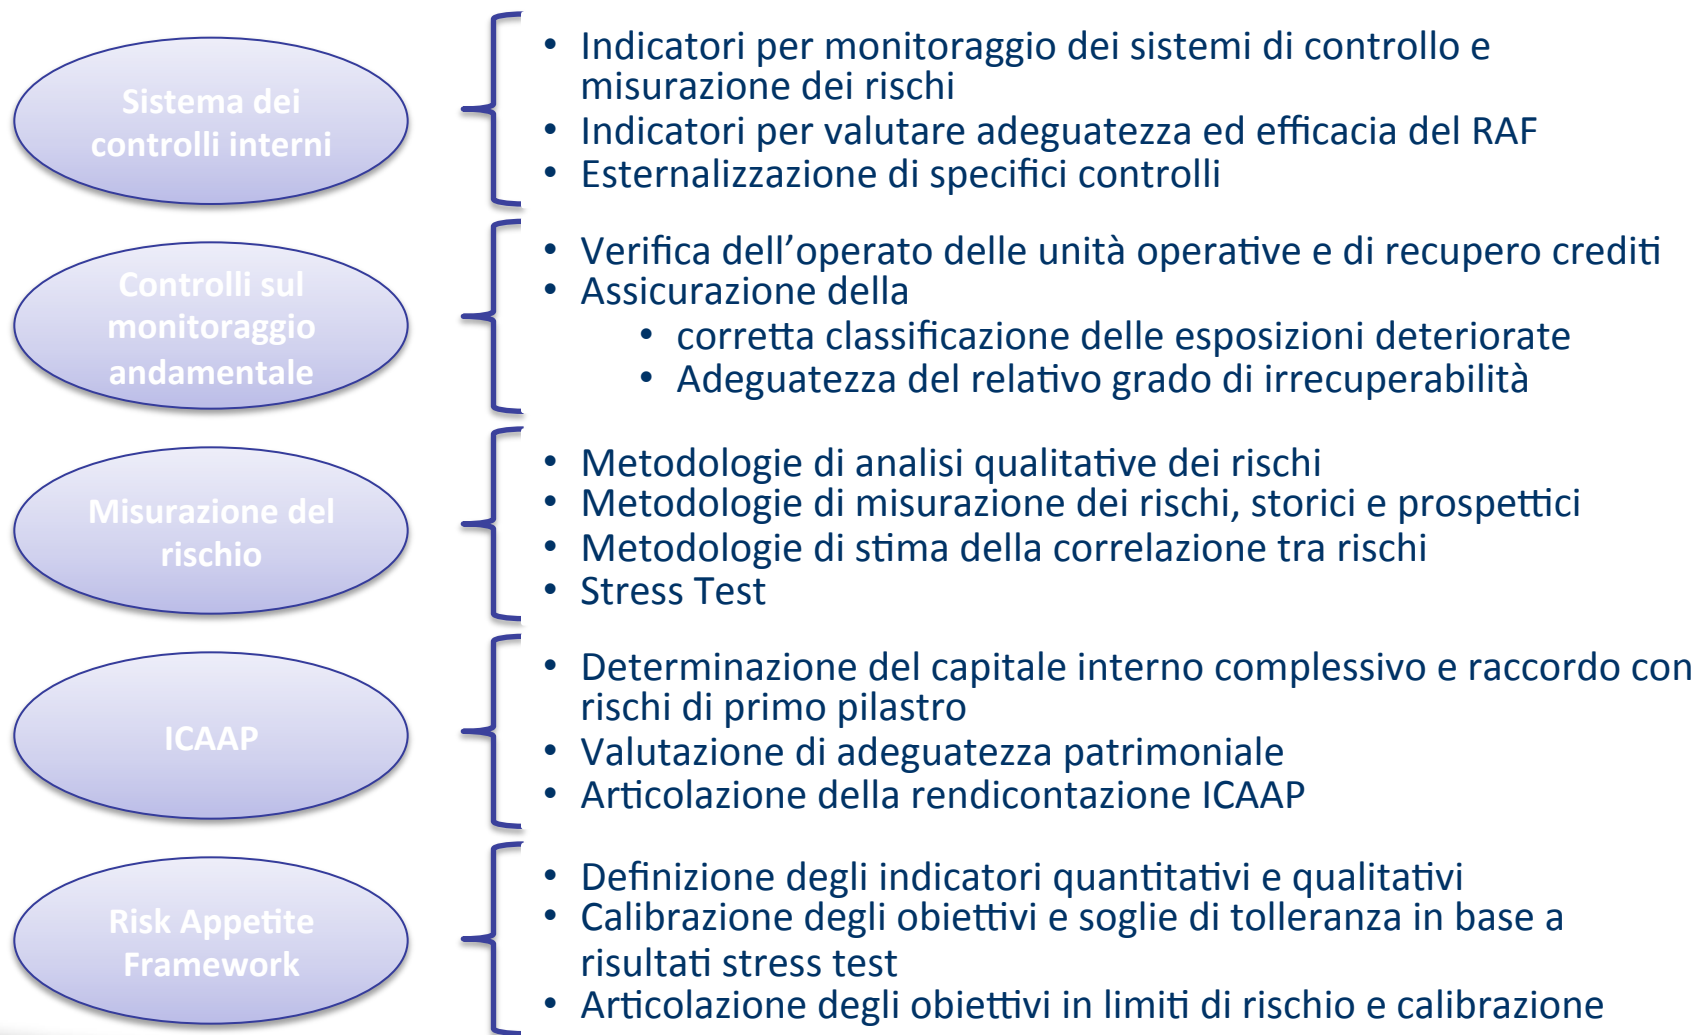 Sistema dei
controlli interni
• Indicatori per monitoraggio dei sistemi di controllo e
misurazione dei rischi
• Indicatori per valutare adeguatezza ed efficacia del RAF
• Esternalizzazione di specifici controlli
Controlli sul
monitoraggio
andamentale
• Verifica dell’operato delle unità operative e di recupero crediti
• Assicurazione della
• corretta classificazione delle esposizioni deteriorate
• Adeguatezza del relativo grado di irrecuperabilità
Misurazione del
rischio
• Metodologie di analisi qualitative dei rischi
• Metodologie di misurazione dei rischi, storici e prospettici
• Metodologie di stima della correlazione tra rischi
• Stress Test
ICAAP
• Determinazione del capitale interno complessivo e raccordo con
rischi di primo pilastro
• Valutazione di adeguatezza patrimoniale
• Articolazione della rendicontazione ICAAP
Risk Appetite
Framework
• Definizione degli indicatori quantitativi e qualitativi
• Calibrazione degli obiettivi e soglie di tolleranza in base a
risultati stress test
• Articolazione degli obiettivi in limiti di rischio e calibrazione